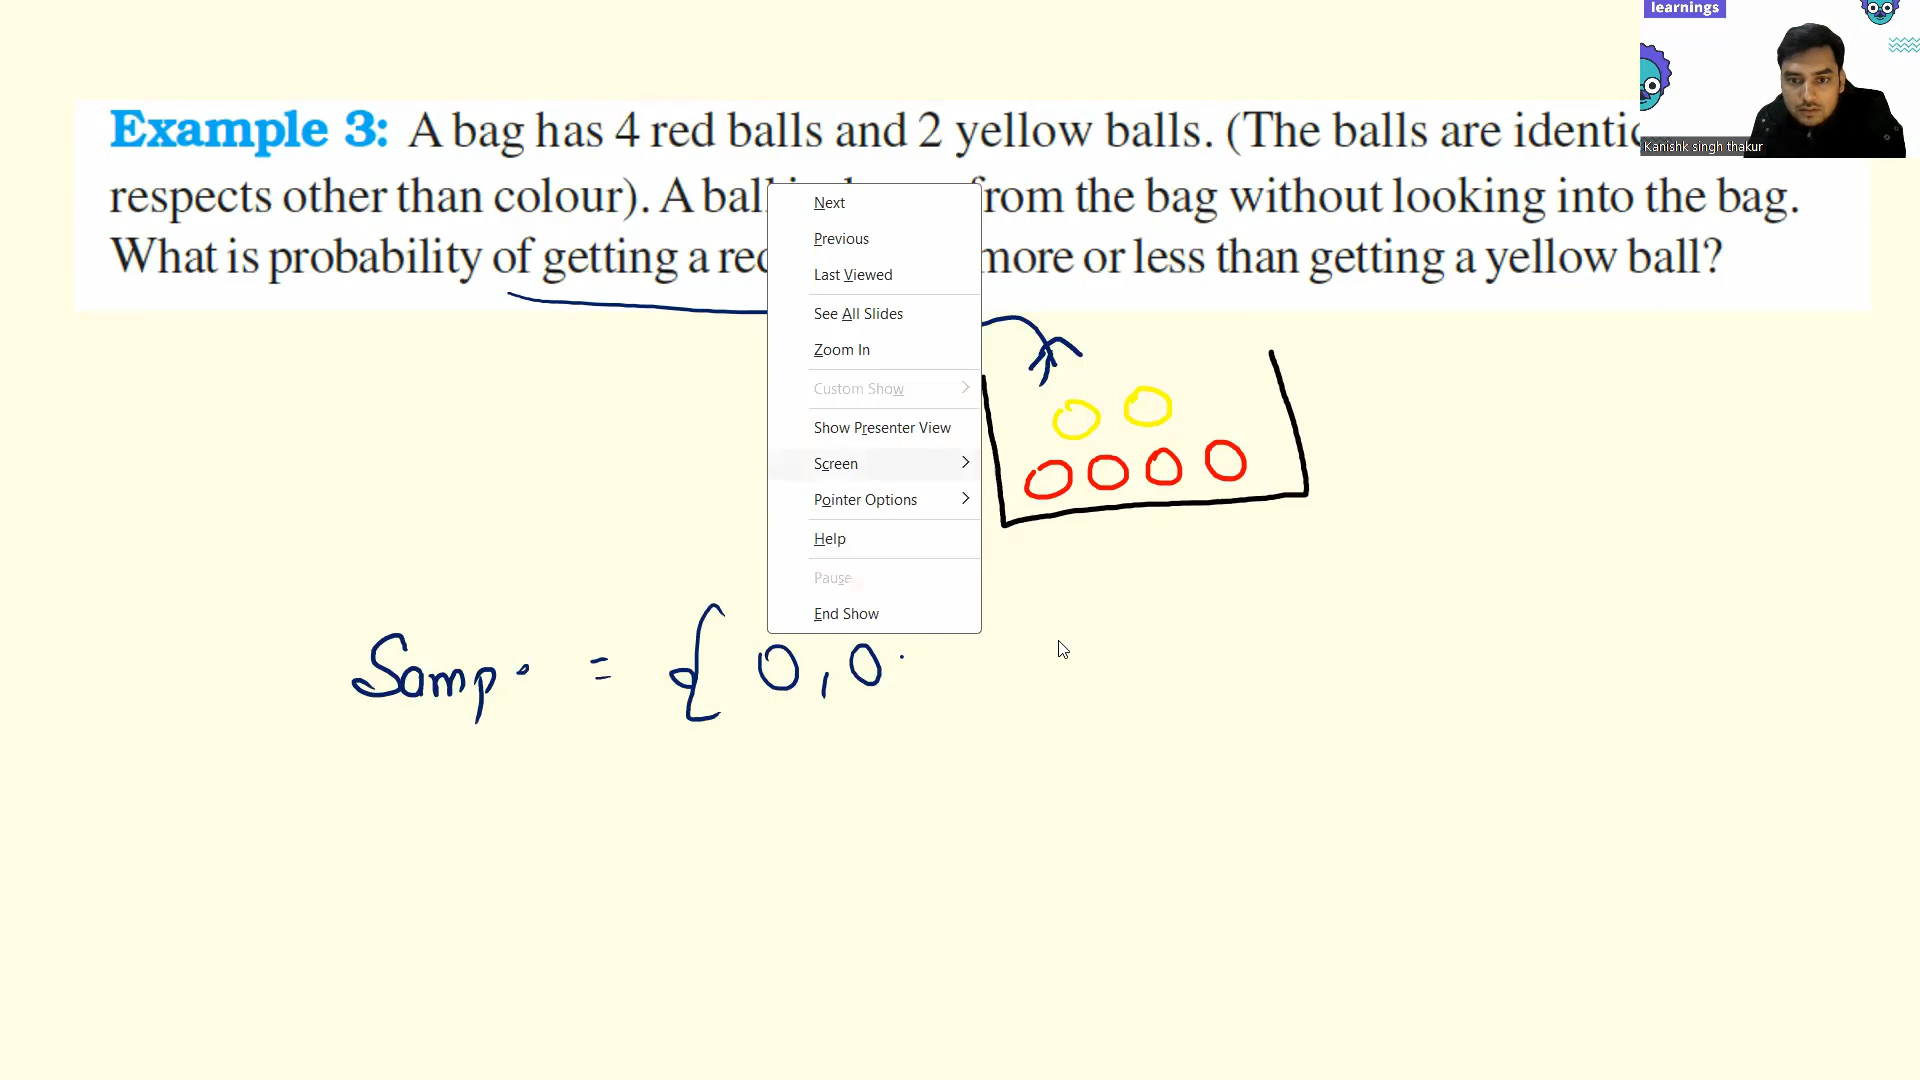 learnings
Kanishk singh thakur
Example 3: A bag has 4 red balls and 2 yellow balls. (The balls are identic
respects other than colour). A ball from the bag without looking into the bag.
What is probability of getting a red more or less than getting a yellow ball?
Next
Previous
Last Viewed
See All Slides
Zoom In
Custom Show
Show Presenter View
Screen
Pointer Options
Help
Pause
End Show
Samp. = { O, O